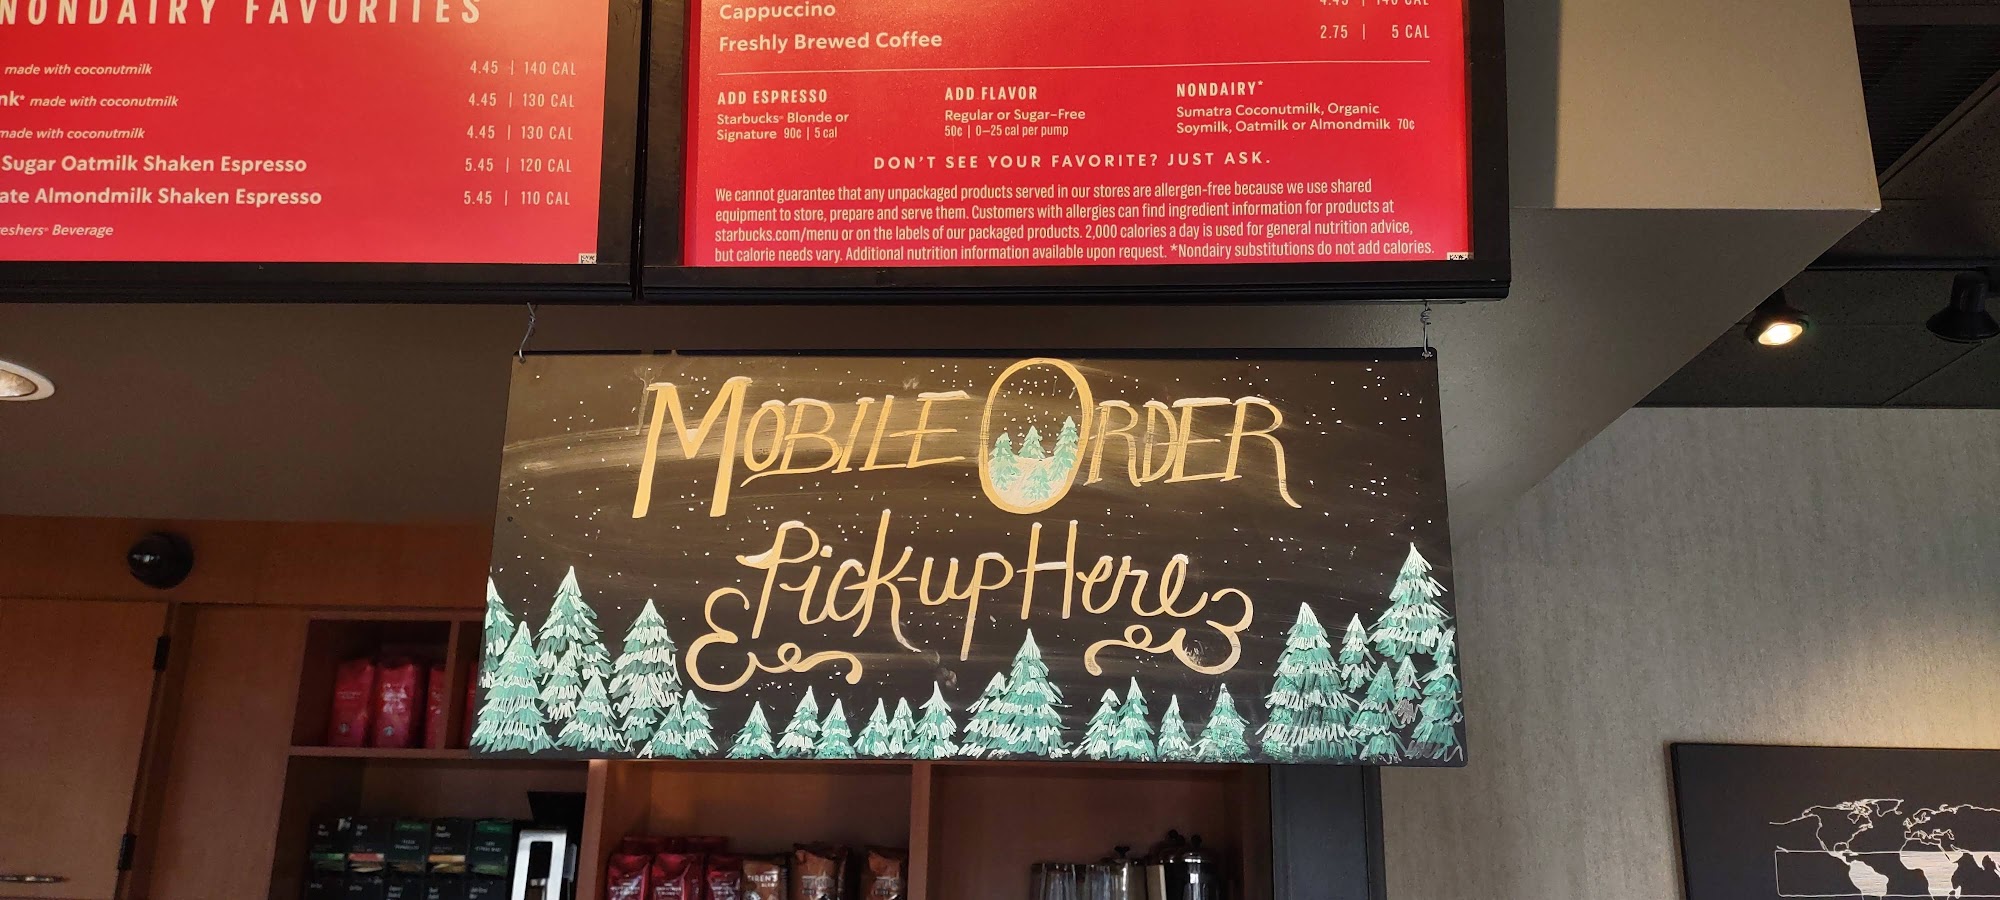 NONDAIRY FAVORITES
made with coconutmilk 4.45 | 140 CAL
nk* made with coconutmilk 4.45 | 130 CAL
made with coconutmilk 4.45 | 130 CAL
Sugar Oatmilk Shaken Espresso 5.45 | 120 CAL
ate Almondmilk Shaken Espresso 5.45 | 110 CAL
eshers® Beverage
Cappuccino 4.45 | 140 CAL
Freshly Brewed Coffee 2.75 | 5 CAL
ADD ESPRESSO
Starbucks® Blonde or
Signature 90¢ | 5 cal
ADD FLAVOR
Regular or Sugar-Free
50¢ | 0–25 cal per pump
NONDAIRY*
Sumatra Coconutmilk, Organic
Soymilk, Oatmilk or Almondmilk 70¢
DON'T SEE YOUR FAVORITE? JUST ASK.
We cannot guarantee that any unpackaged products served in our stores are allergen-free because we use shared
equipment to store, prepare and serve them. Customers with allergies can find ingredient information for products at
starbucks.com/menu or on the labels of our packaged products. 2,000 calories a day is used for general nutrition advice,
but calorie needs vary. Additional nutrition information available upon request. *Nondairy substitutions do not add calories.
MOBILE ORDER
Pick-up Here